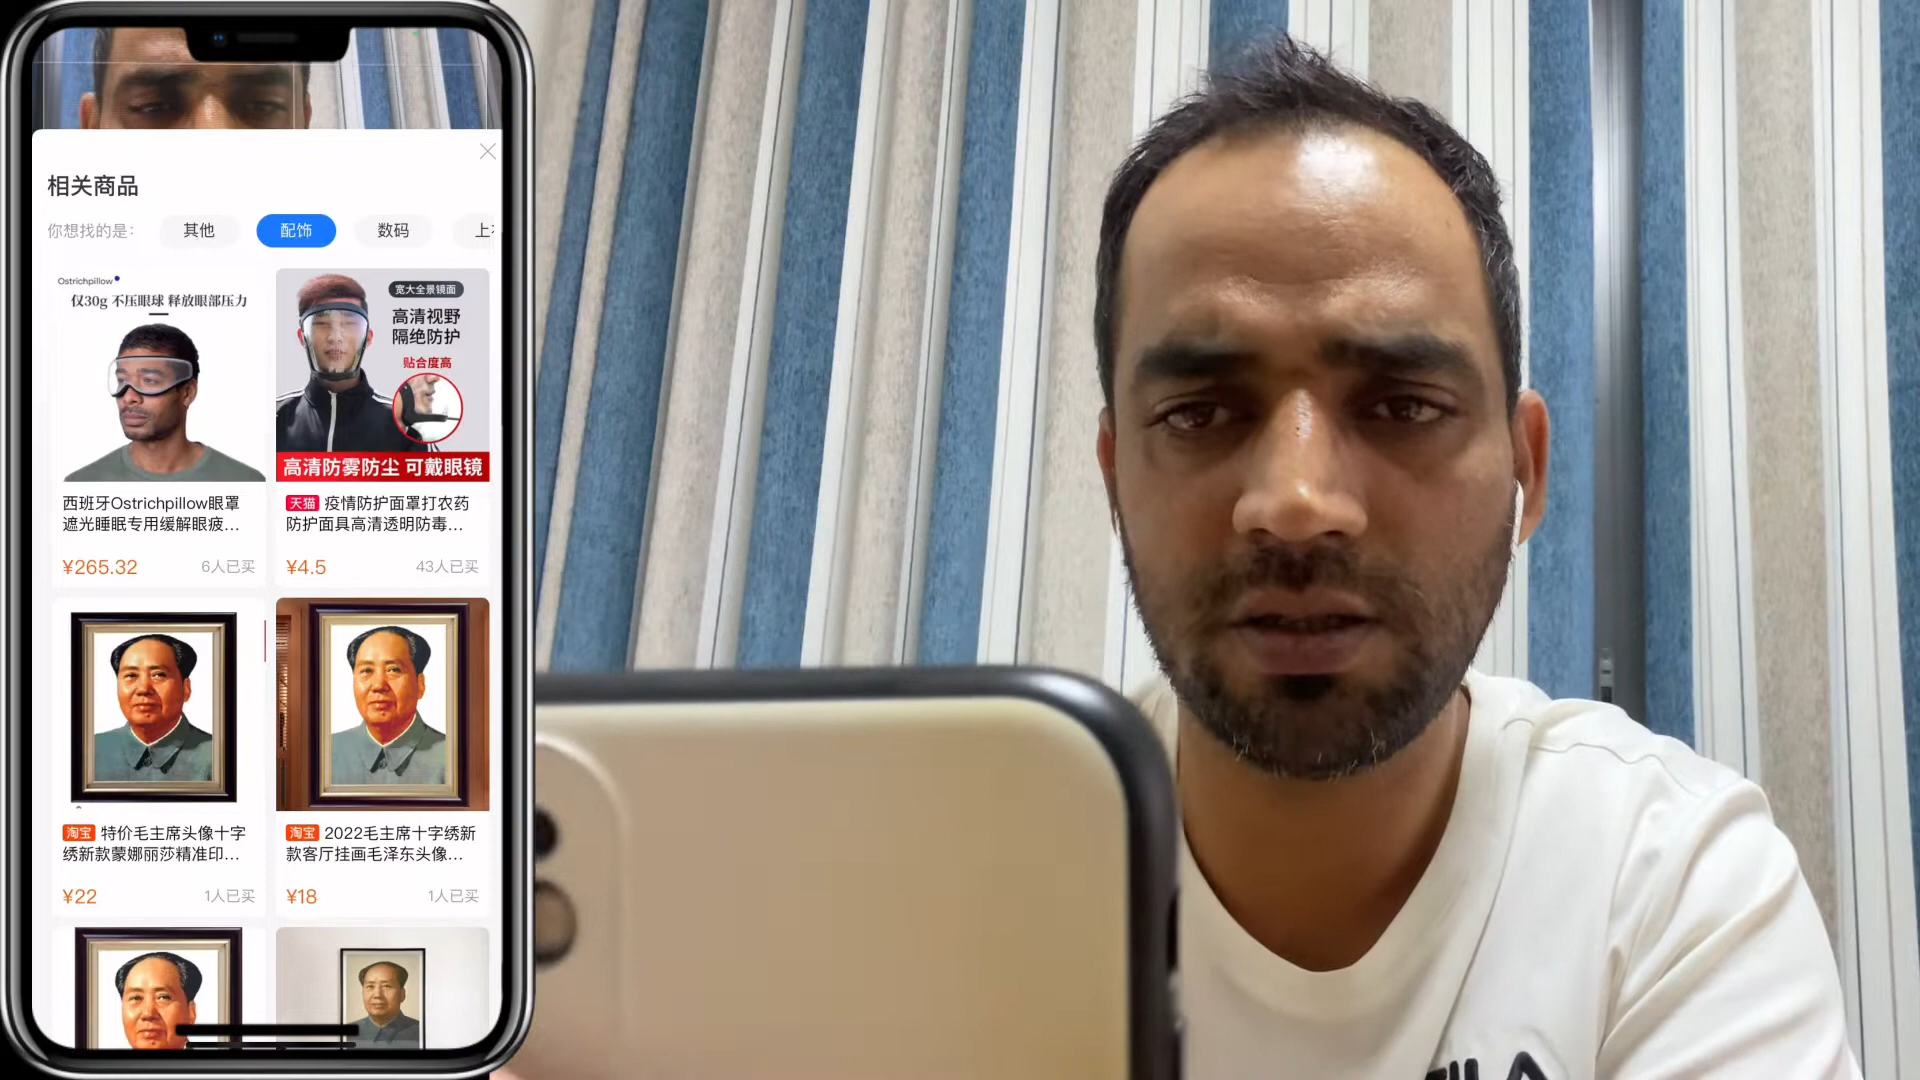 相关商品
你想找的是:
其他
配饰
数码
Ostrichpillow
仅30g 不压眼球 释放眼部压力
宽大全景镜面
高清视野
隔绝防护
贴合度高
高清防雾防尘 可戴眼镜
西班牙Ostrichpillow眼罩
遮光睡眠专用缓解眼疲...
¥265.32
6人已买
天猫 疫情防护面罩打农药
防护面具高清透明防毒...
¥4.5
43人已买
淘宝 特价毛主席头像十字
绣新款蒙娜丽莎精准印...
¥22
1人已买
淘宝 2022毛主席十字绣新
款客厅挂画毛泽东头像...
¥18
1人已买